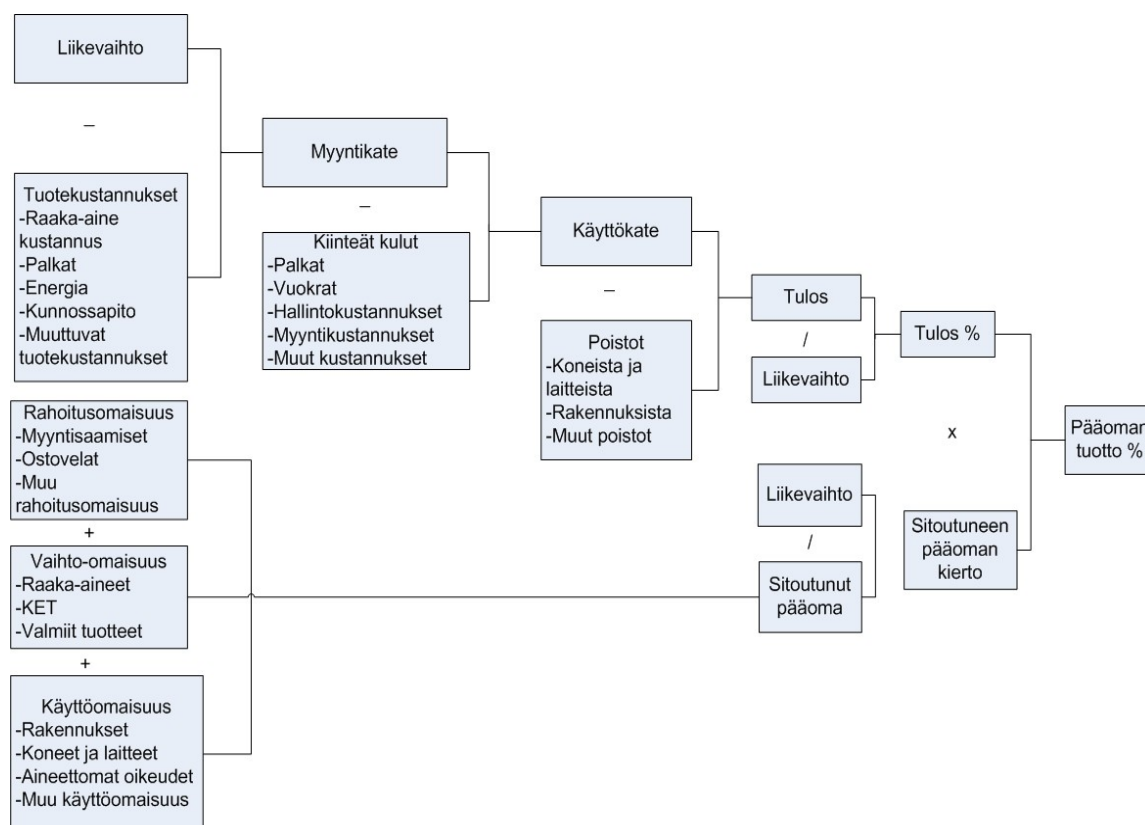 Liikevaihto
–
Tuotekustannukset
-Raaka-aine
kustannus
-Palkat
-Energia
-Kunnossapito
-Muuttuvat
tuotekustannukset
Myyntikate
–
Kiinteät kulut
-Palkat
-Vuokrat
-Hallintokustannukset
-Myyntikustannukset
-Muut kustannukset
Käyttökate
–
Poistot
-Koneista ja
laitteista
-Rakennuksista
-Muut poistot
Tulos
/
Liikevaihto
Tulos %
x
Pääoman
tuotto %
Rahoitusomaisuus
-Myyntisaamiset
-Ostovelat
-Muu
rahoitusomaisuus
+
Vaihto-omaisuus
-Raaka-aineet
-KET
-Valmiit tuotteet
+
Käyttöomaisuus
-Rakennukset
-Koneet ja laitteet
-Aineettomat oikeudet
-Muu käyttöomaisuus
Liikevaihto
/
Sitoutunut
pääoma
Sitoutuneen
pääoman
kierto